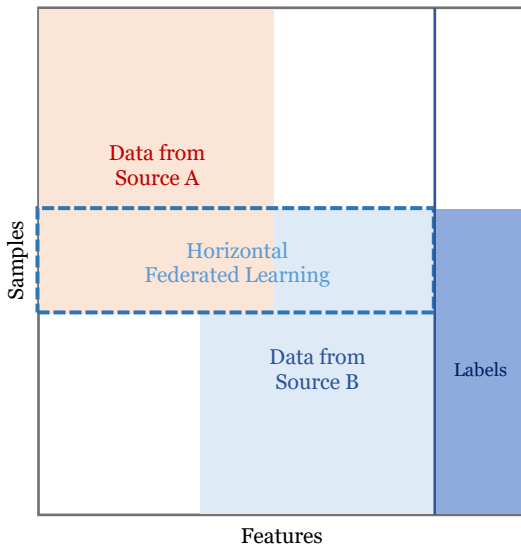 Data from
Source A
Samples
Horizontal
Federated Learning
Data from
Source B
Labels
Features